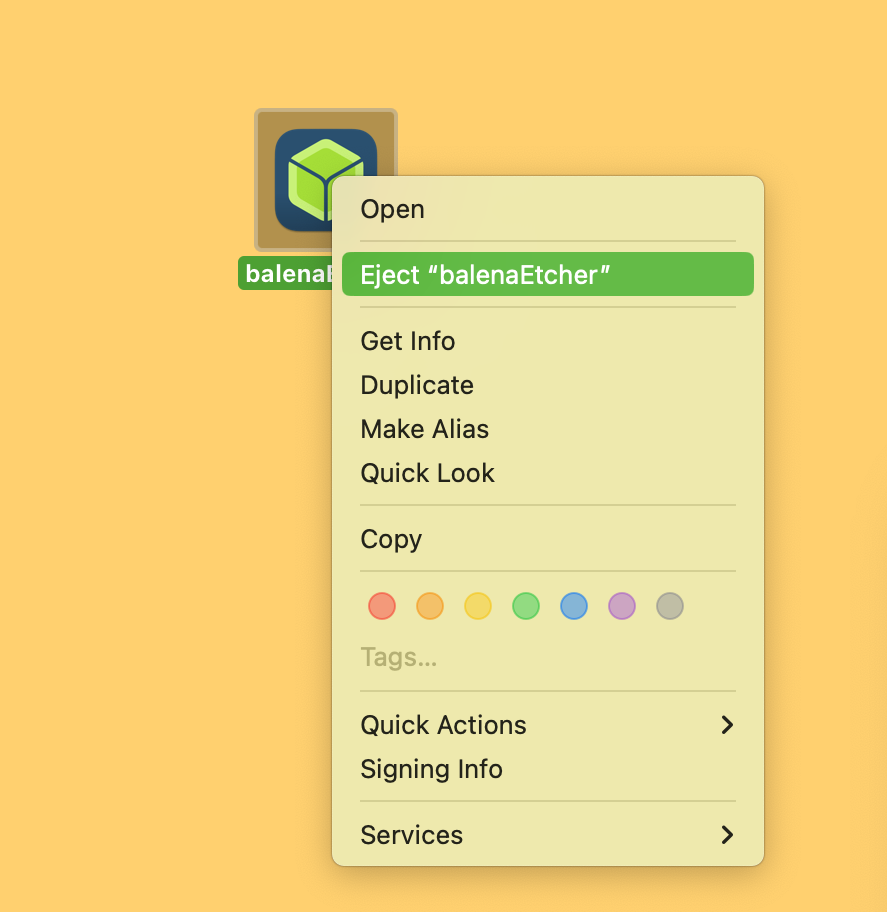 Open
balenaE
Eject “balenaEtcher”
Get Info
Duplicate
Make Alias
Quick Look
Copy
Tags...
Quick Actions
Signing Info
Services